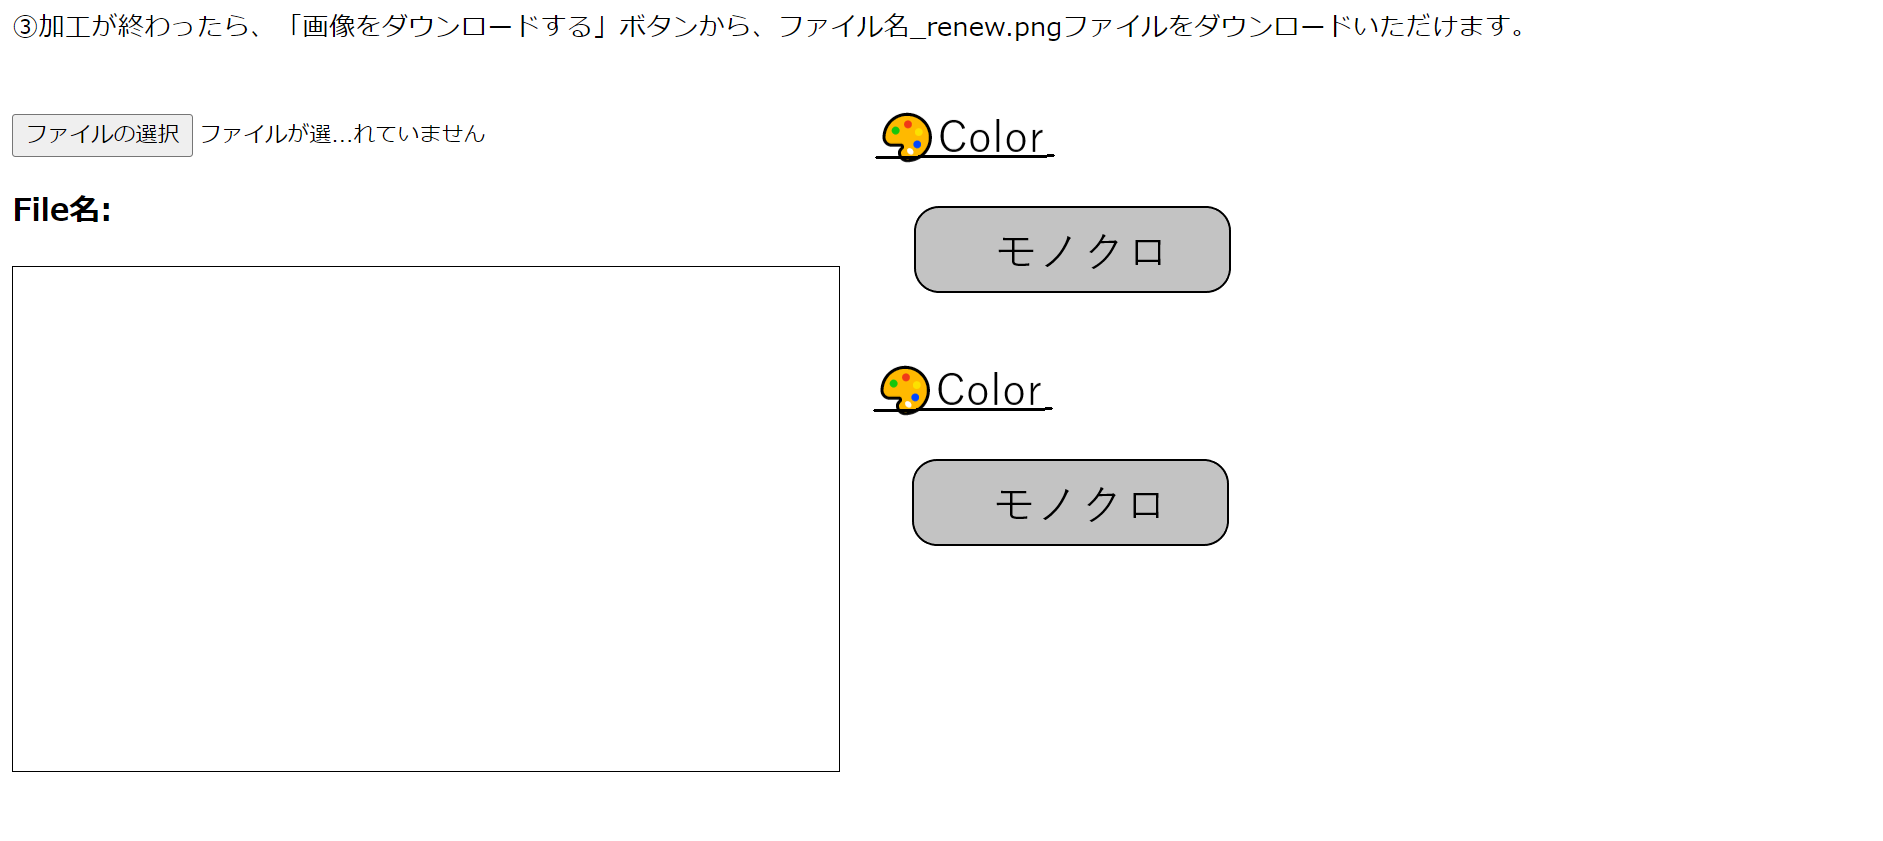 ③加工が終わったら、「画像をダウンロードする」ボタンから、ファイル名_renew.pngファイルをダウンロードいただけます。
ファイルの選択 ファイルが選...れていません
File名:
Color
モノクロ
Color
モノクロ